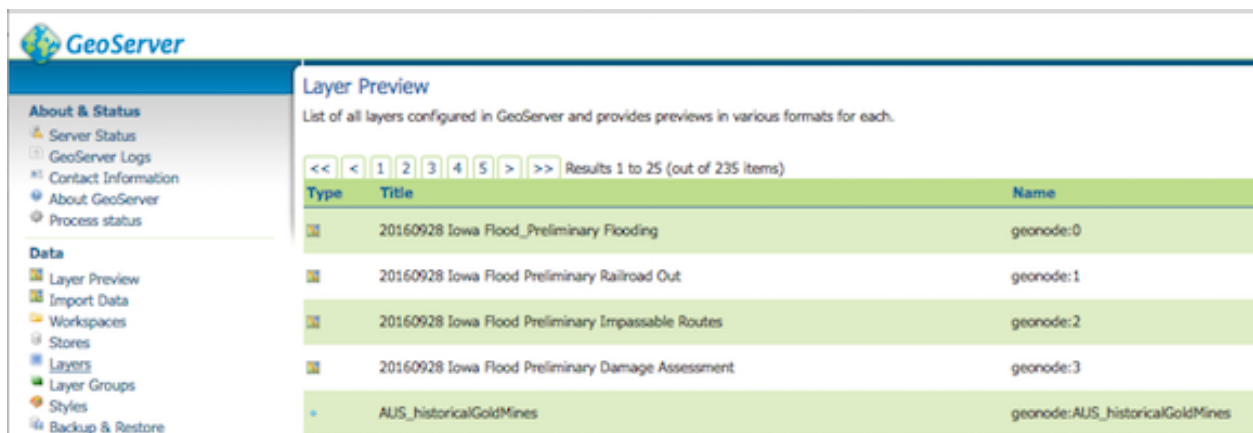 GeoServer
About & Status
Server Status
GeoServer Logs
Contact Information
About GeoServer
Process status
Data
Layer Preview
Import Data
Workspaces
Stores
Layers
Layer Groups
Styles
Backup & Restore
Layer Preview
List of all layers configured in GeoServer and provides previews in various formats for each.
<< < 1 2 3 4 5 > >> Results 1 to 25 (out of 235 items)
Type Title Name
20160928 Iowa Flood_Preliminary Flooding geonode:0
20160928 Iowa Flood Preliminary Railroad Out geonode:1
20160928 Iowa Flood Preliminary Impassable Routes geonode:2
20160928 Iowa Flood Preliminary Damage Assessment geonode:3
AUS_historicalGoldMines geonode:AUS_historicalGoldMines